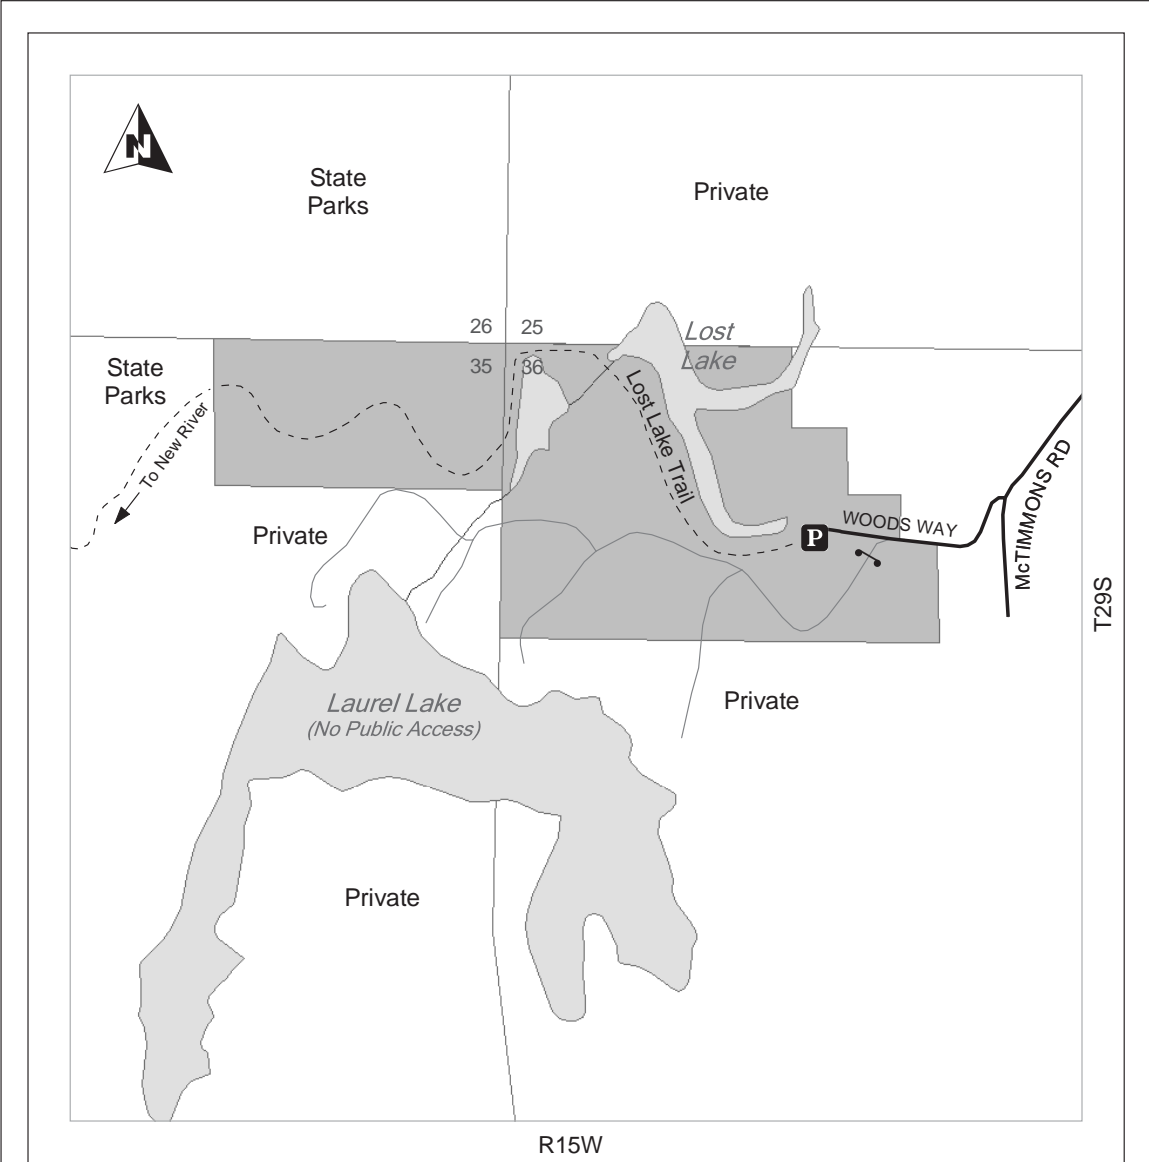 N
State
Parks
Private
26 25
Lost
Lake
35 36
State
Parks
To New River
Lost Lake Trail
WOODS WAY
P
McTIMMONS RD
Private
T29S
Laurel Lake
(No Public Access)
Private
Private
R15W